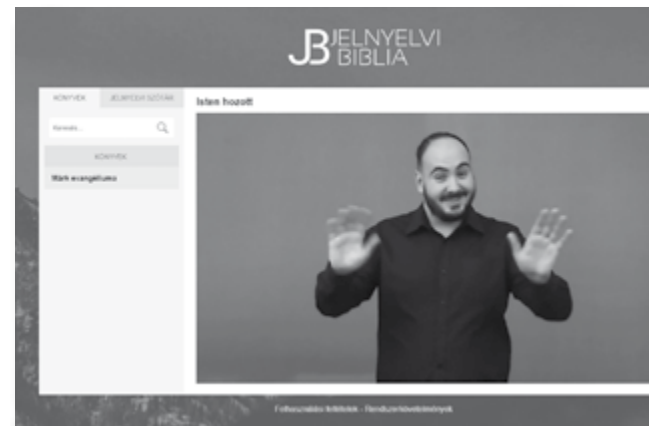 JB JELNYELVI
BIBLIA
KÖNYVEK JELNYELVI SZÓTÁR
Isten hozott
Keresés...
KÖNYVEK
Márk evangéliuma
Felhasználási feltételek - Rendszerkövetelmények